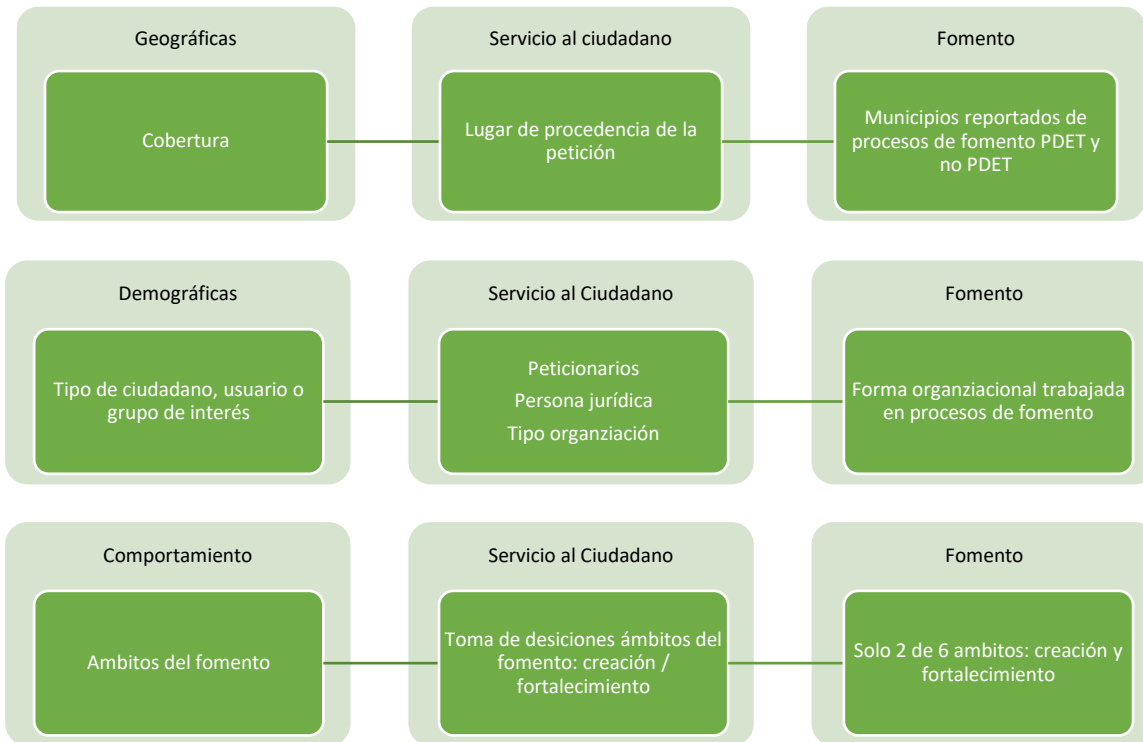 Geográficas
Servicio al ciudadano
Fomento
Cobertura
Lugar de procedencia de la
petición
Municipios reportados de
procesos de fomento PDET y
no PDET
Demográficas
Servicio al Ciudadano
Fomento
Tipo de ciudadano, usuario o
grupo de interés
Peticionarios
Persona jurídica
Tipo organziación
Forma organziacional trabajada
en procesos de fomento
Comportamiento
Servicio al Ciudadano
Fomento
Ambitos del fomento
Toma de desiciones ámbitos del
fomento: creación /
fortalecimiento
Solo 2 de 6 ambitos: creación y
fortalecimiento